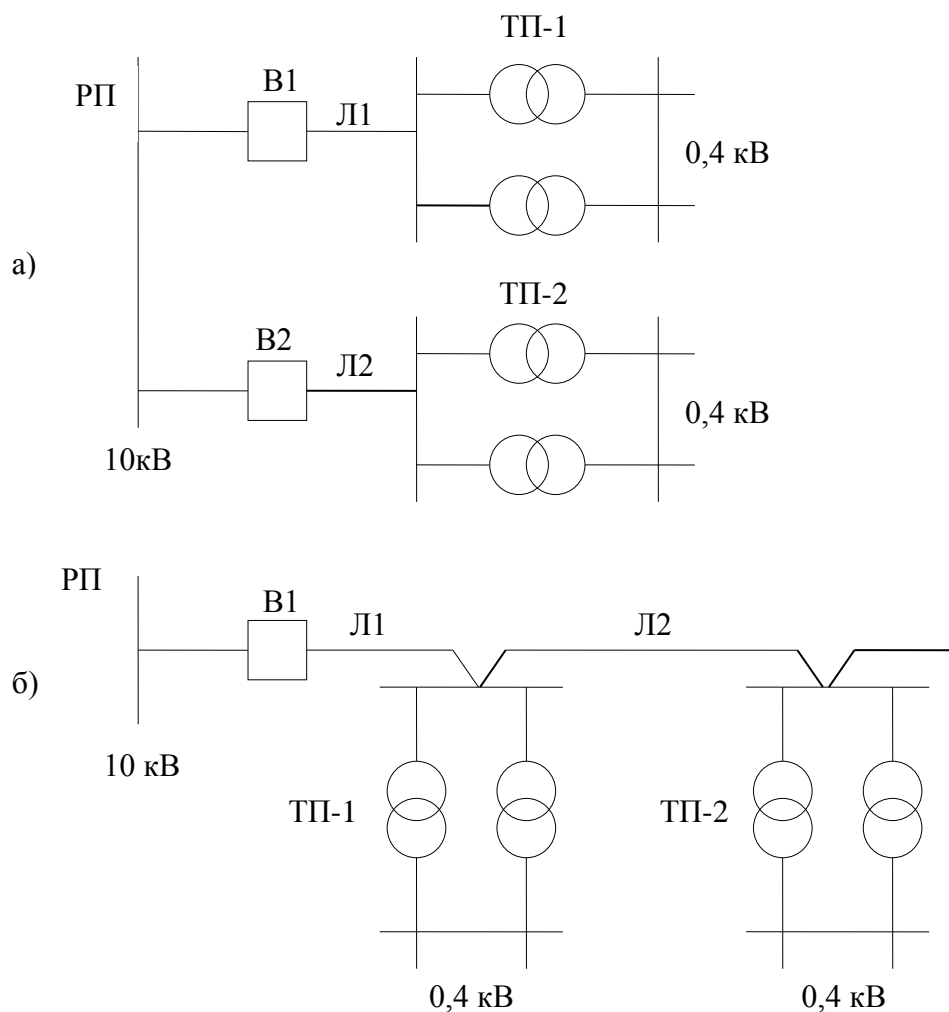 ТП-1
РП
В1
Л1
0,4 кВ
а)
ТП-2
В2
Л2
0,4 кВ
10кВ
РП
В1
Л1
Л2
б)
10 кВ
ТП-1
ТП-2
0,4 кВ
0,4 кВ